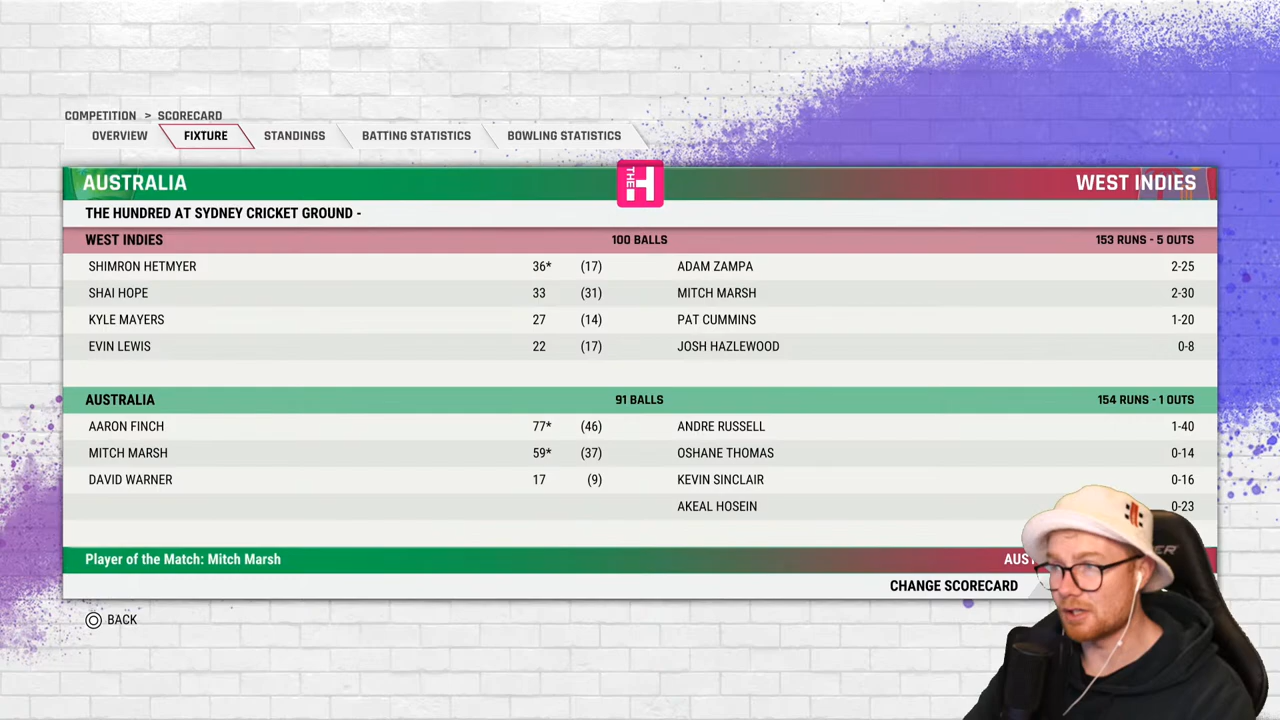 COMPETITION > SCORECARD
OVERVIEW FIXTURE STANDINGS BATTING STATISTICS BOWLING STATISTICS
AUSTRALIA THE H WEST INDIES
THE HUNDRED AT SYDNEY CRICKET GROUND -
WEST INDIES 100 BALLS 153 RUNS - 5 OUTS
SHIMRON HETMYER 36* (17) ADAM ZAMPA 2-25
SHAI HOPE 33 (31) MITCH MARSH 2-30
KYLE MAYERS 27 (14) PAT CUMMINS 1-20
EVIN LEWIS 22 (17) JOSH HAZLEWOOD 0-8
AUSTRALIA 91 BALLS 154 RUNS - 1 OUTS
AARON FINCH 77* (46) ANDRE RUSSELL 1-40
MITCH MARSH 59* (37) OSHANE THOMAS 0-14
DAVID WARNER 17 (9) KEVIN SINCLAIR 0-16
AKEAL HOSEIN 0-23
Player of the Match: Mitch Marsh AUST
CHANGE SCORECARD
BACK